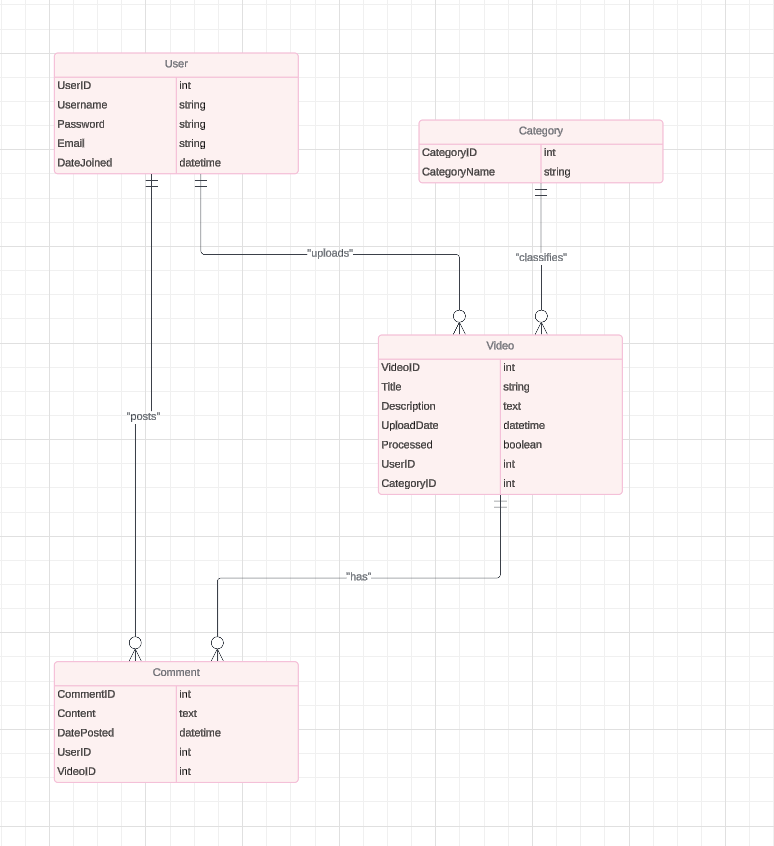 User
UserID int
Username string
Password string
Email string
DateJoined datetime
Category
CategoryID int
CategoryName string
"uploads"
"classifies"
Video
VideoID int
Title string
Description text
UploadDate datetime
Processed boolean
UserID int
CategoryID int
"posts"
"has"
Comment
CommentID int
Content text
DatePosted datetime
UserID int
VideoID int